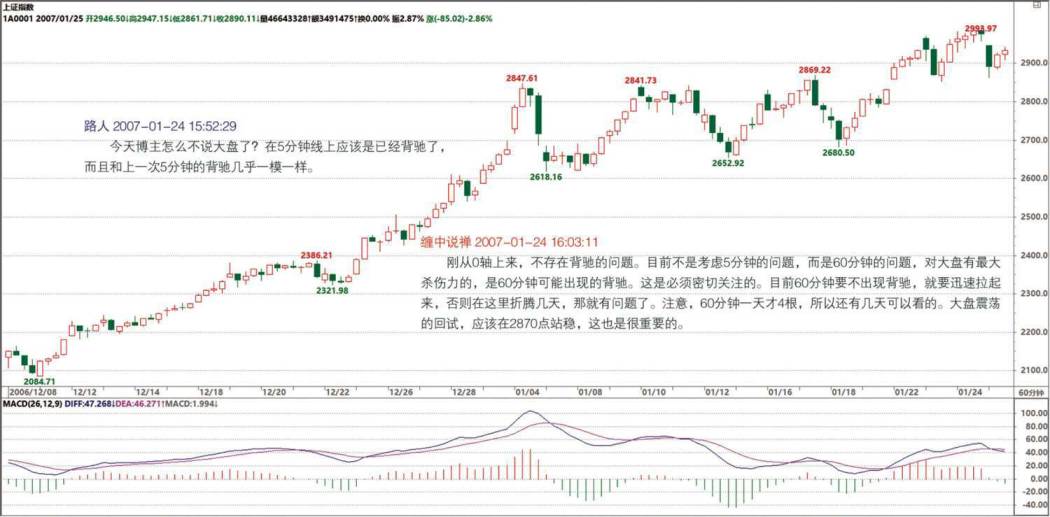 上证指数
1A0001 2007/01/25 开2946.50↓高2947.15↓低2861.71↓收2890.11↓量46643328↑额3491475↑换0.00% 振2.87% 涨(-85.02)-2.86%
2993.97
2900.0
2869.22
2847.61
2841.73
2800.0
路人 2007-01-24 15:52:29
今天博主怎么不说大盘了？在5分钟线上应该是已经背驰了，
而且和上一次5分钟的背驰几乎一模一样。
2700.0
2680.50
2652.92
2618.16
2600.0
2500.0
缠中说禅 2007-01-24 16:03:11
刚从0轴上来，不存在背驰的问题。目前不是考虑5分钟的问题，而是60分钟的问题，对大盘有最大
杀伤力的，是60分钟可能出现的背驰。这是必须密切关注的。目前60分钟要不出现背驰，就要迅速拉起
来，否则在这里折腾几天，那就有问题了。注意，60分钟一天才4根，所以还有几天可以看的。大盘震荡
的回试，应该在2870点站稳，这也是很重要的。
2400.0
2386.21
2321.98
2300.0
2200.0
2100.0
2084.71
2006/12/08 12/12 12/14 12/18 12/20 12/22 12/26 12/28 01/04 01/08 01/10 01/12 01/16 01/18 01/22 01/24 60分钟
MACD(26,12,9) DIFF:47.268↓DEA:46.271↑MACD:1.994↓
100.00
80.00
60.00
40.00
20.00
0.00
-20.00
-40.00